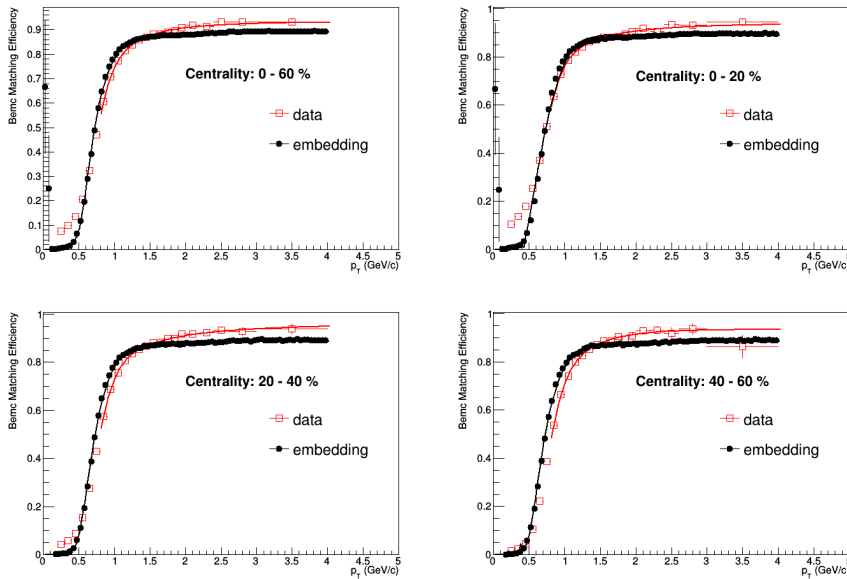 Bemc Matching Efficiency
0.9
0.8
0.7
0.6
0.5
0.4
0.3
0.2
0.1
0
Centrality: 0 - 60 %
data
embedding
0 0.5 1 1.5 2 2.5 3 3.5 4 4.5 5
p_T (GeV/c)
Bemc Matching Efficiency
1
0.8
0.6
0.4
0.2
0
Centrality: 0 - 20 %
data
embedding
0 0.5 1 1.5 2 2.5 3 3.5 4 4.5 5
p_T (GeV/c)
Bemc Matching Efficiency
1
0.8
0.6
0.4
0.2
0
Centrality: 20 - 40 %
data
embedding
0 0.5 1 1.5 2 2.5 3 3.5 4 4.5 5
p_T (GeV/c)
Bemc Matching Efficiency
1
0.8
0.6
0.4
0.2
0
Centrality: 40 - 60 %
data
embedding
0 0.5 1 1.5 2 2.5 3 3.5 4 4.5 5
p_T (GeV/c)